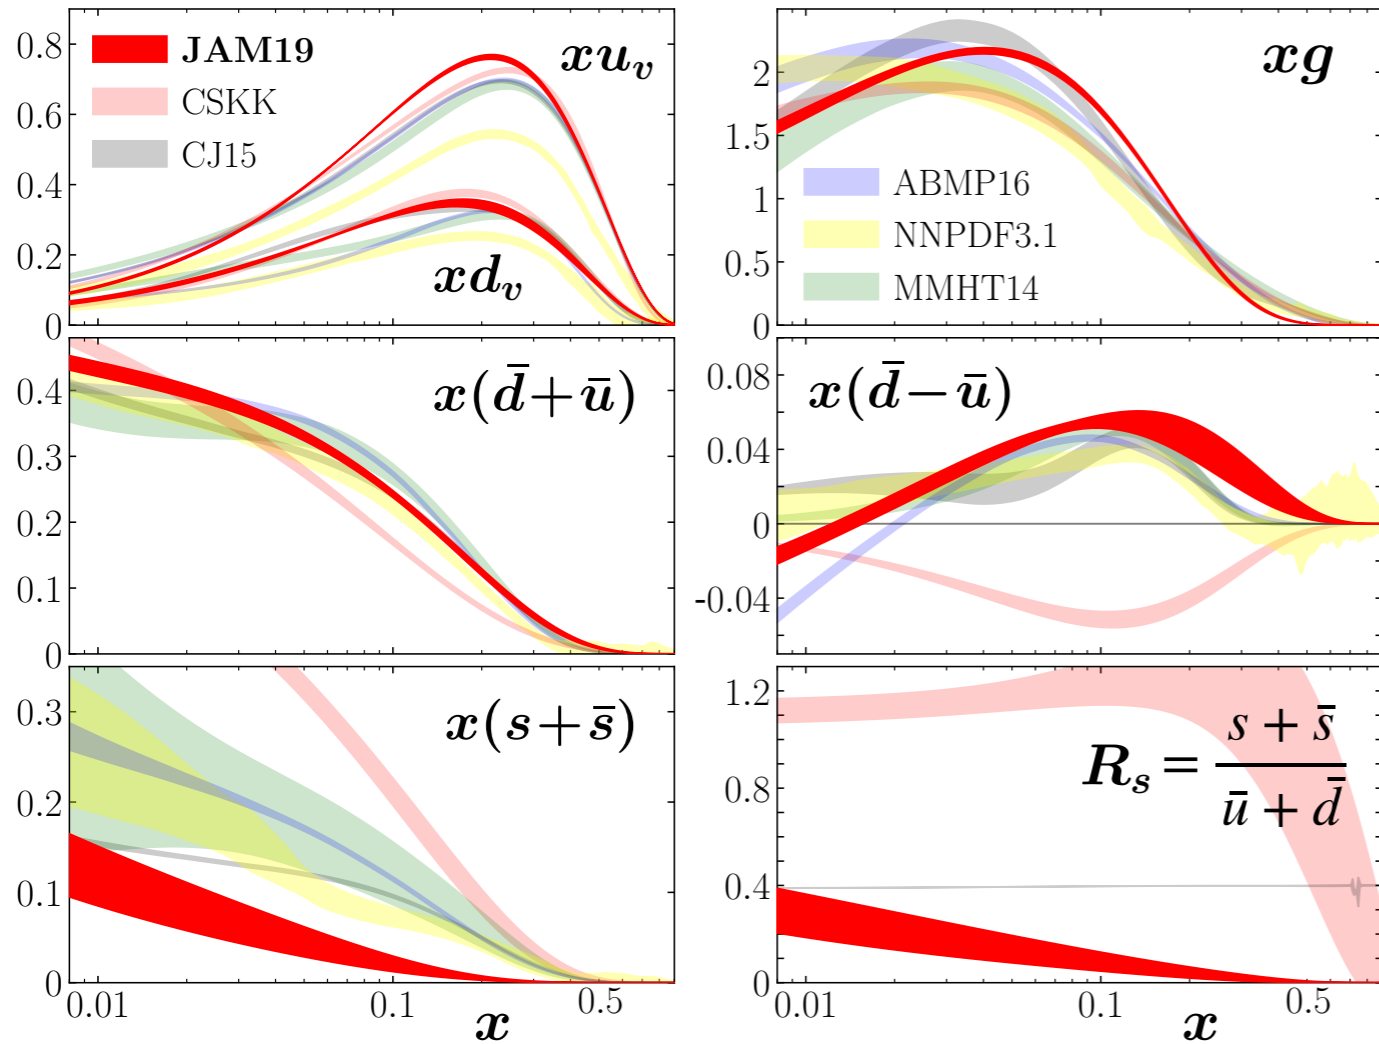 JAM19
CSKK
CJ15
xu_v
xd_v
0.8
0.6
0.4
0.2
0
xg
ABMP16
NNPDF3.1
MMHT14
2
1.5
1
0.5
0
x(d̄+ū)
0.4
0.3
0.2
0.1
0
x(d̄−ū)
0.08
0.04
0
-0.04
x(s+s̄)
0.3
0.2
0.1
0
0.01 0.1 0.5
x
R_s = (s + s̄)/(ū + d̄)
1.2
0.8
0.4
0
0.01 0.1 0.5
x